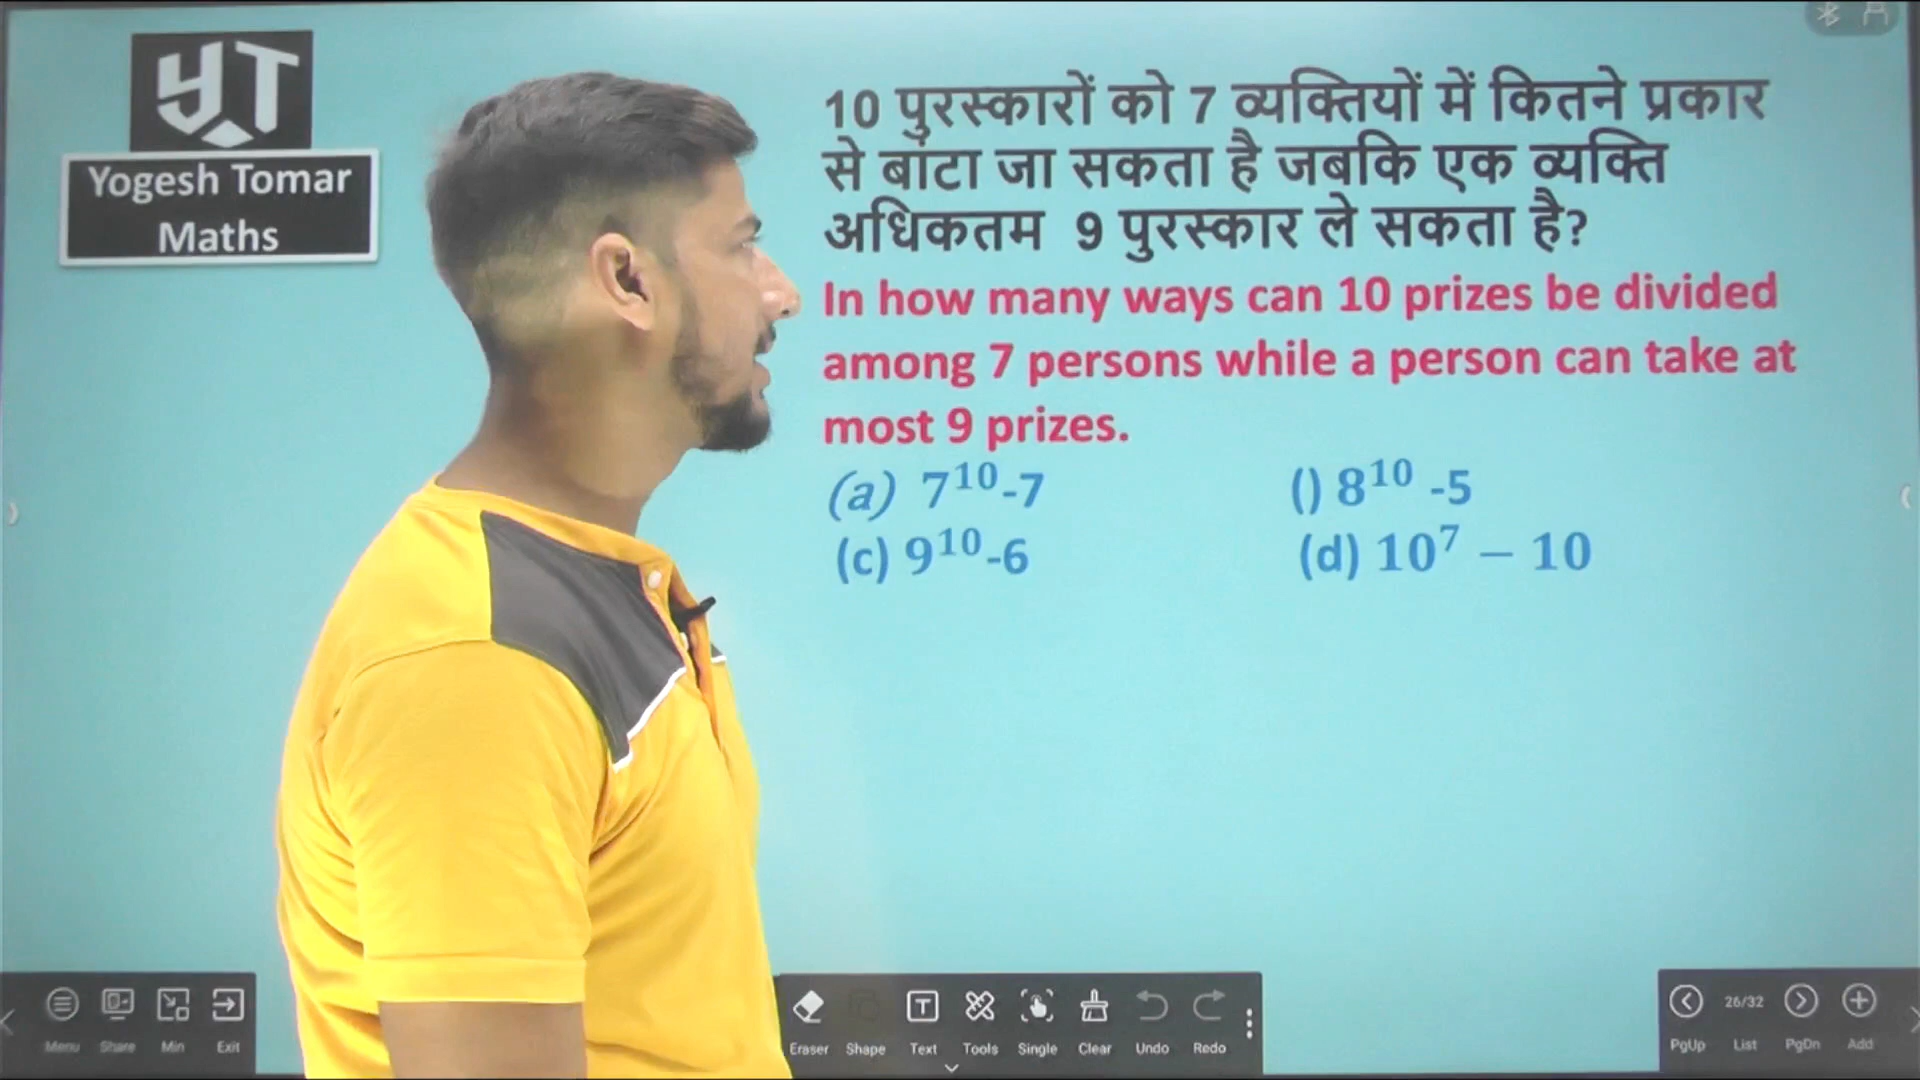 YT
Yogesh Tomar
Maths
10 पुरस्कारों को 7 व्यक्तियों में कितने प्रकार
से बांटा जा सकता है जबकि एक व्यक्ति
अधिकतम 9 पुरस्कार ले सकता है?
In how many ways can 10 prizes be divided
among 7 persons while a person can take at
most 9 prizes.
(a) 7¹⁰-7 () 8¹⁰ -5
(c) 9¹⁰-6 (d) 10⁷ – 10
Menu Share Min Exit
Eraser Shape Text Tools Single Clear Undo Redo
26/32
PgUp List PgDn Add